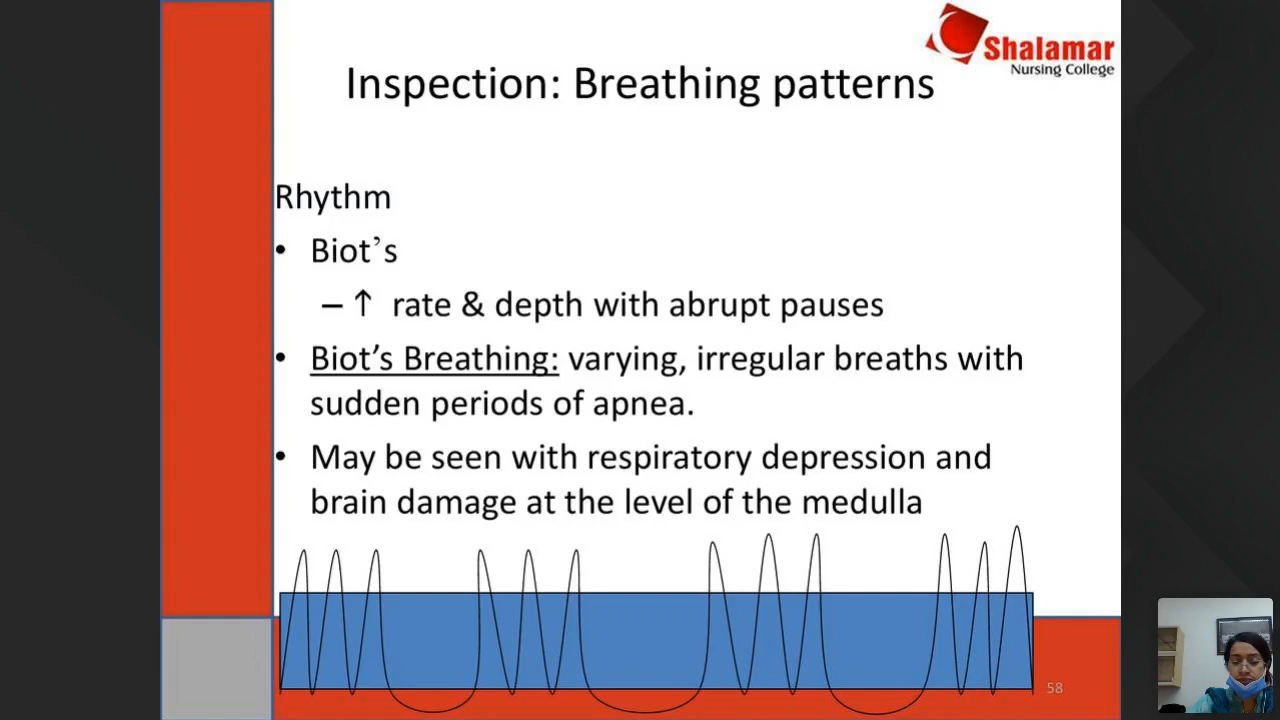 Shalamar
Nursing College
Inspection: Breathing patterns
Rhythm
• Biot’s
– ↑ rate & depth with abrupt pauses
• Biot’s Breathing: varying, irregular breaths with
sudden periods of apnea.
• May be seen with respiratory depression and
brain damage at the level of the medulla
58